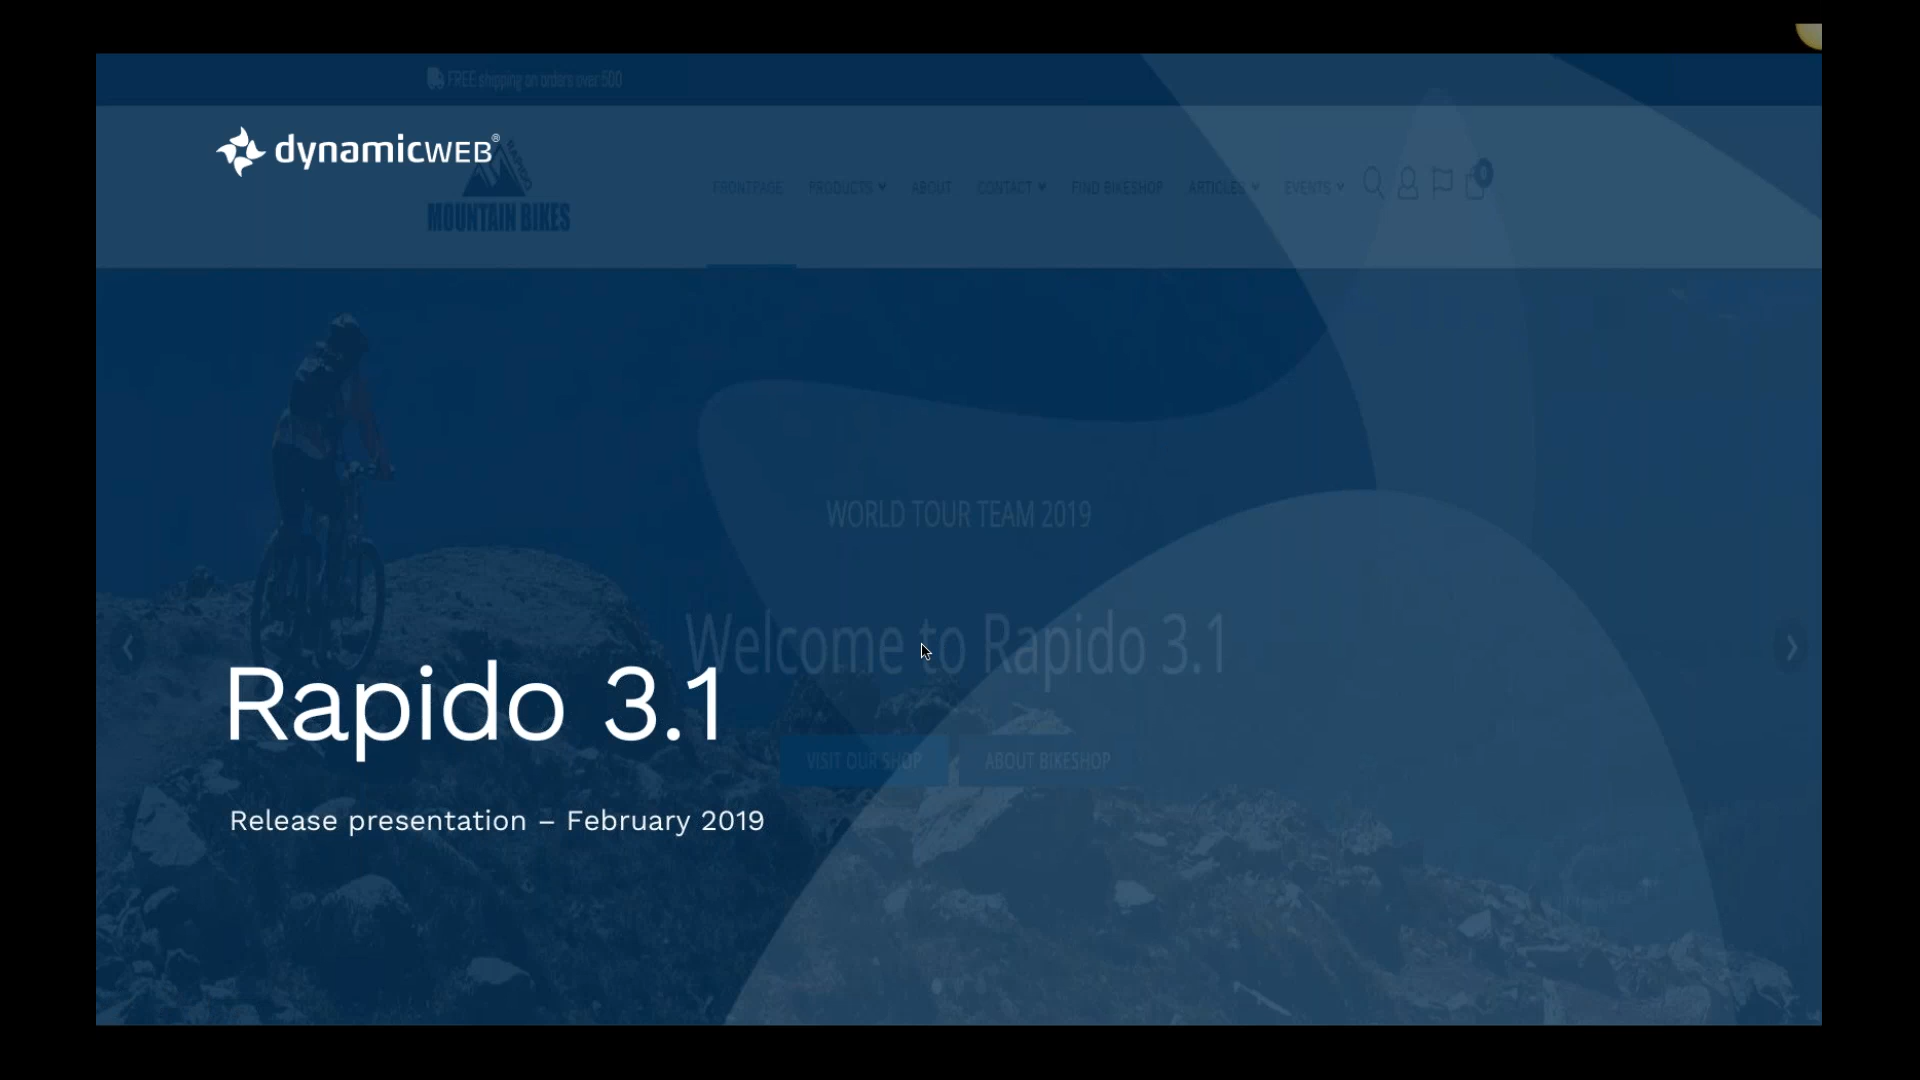 FREE shipping on orders over 500
dynamicWEB®
RAPIDO
MOUNTAIN BIKES
FRONTPAGE PRODUCTS ABOUT CONTACT FIND BIKESHOP ARTICLES EVENTS 0
WORLD TOUR TEAM 2019
Welcome to Rapido 3.1
Rapido 3.1
VISIT OUR SHOP ABOUT BIKESHOP
Release presentation – February 2019